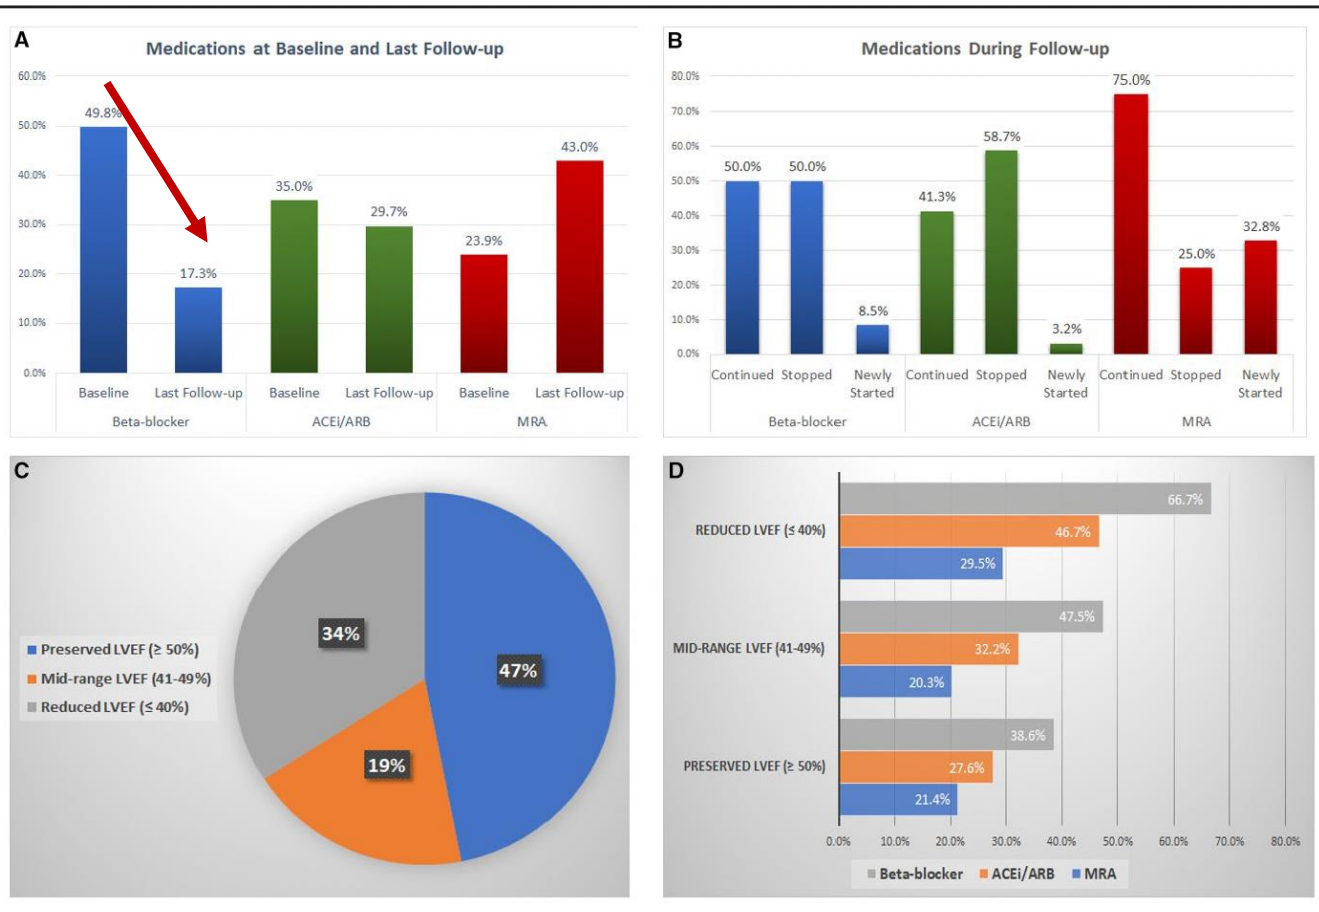 A
Medications at Baseline and Last Follow-up
60.0%
50.0%
40.0%
30.0%
20.0%
10.0%
0.0%
49.8%
17.3%
35.0%
29.7%
23.9%
43.0%
Baseline Last Follow-up Baseline Last Follow-up Baseline Last Follow-up
Beta-blocker ACEi/ARB MRA
B
Medications During Follow-up
80.0%
70.0%
60.0%
50.0%
40.0%
30.0%
20.0%
10.0%
0.0%
50.0%
50.0%
8.5%
41.3%
58.7%
3.2%
75.0%
25.0%
32.8%
Continued Stopped Newly Continued Stopped Newly Continued Stopped Newly
Started Started Started
Beta-blocker ACEi/ARB MRA
C
Preserved LVEF (≥ 50%)
Mid-range LVEF (41-49%)
Reduced LVEF (≤ 40%)
34%
47%
19%
D
REDUCED LVEF (≤ 40%)
66.7%
46.7%
29.5%
MID-RANGE LVEF (41-49%)
47.5%
32.2%
20.3%
PRESERVED LVEF (≥ 50%)
38.6%
27.6%
21.4%
0.0% 10.0% 20.0% 30.0% 40.0% 50.0% 60.0% 70.0% 80.0%
Beta-blocker ACEi/ARB MRA